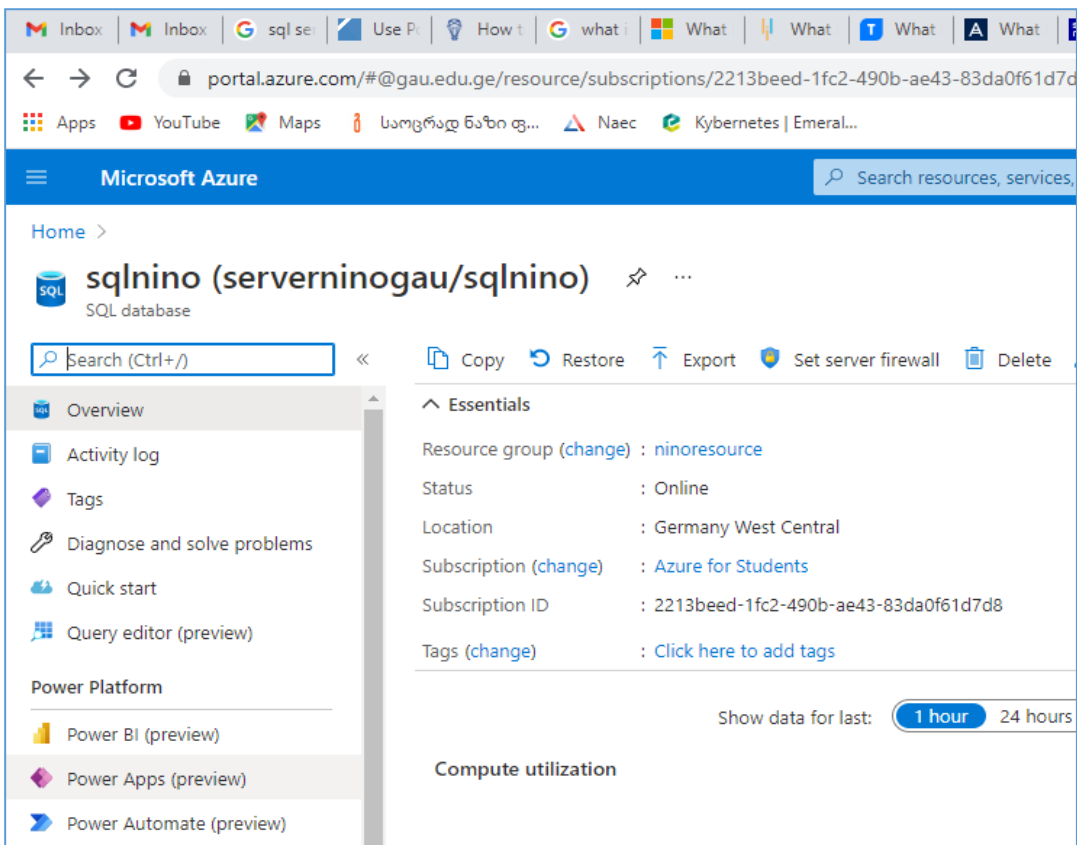 Inbox Inbox sql se Use P How t what i What What What What
portal.azure.com/#@gau.edu.ge/resource/subscriptions/2213beed-1fc2-490b-ae43-83da0f61d7d
Apps YouTube Maps საოცრად ნაზი ფ... Naec Kybernetes | Emeral...
Microsoft Azure Search resources, services,
Home >
sqlnino (serverninogau/sqlnino) ...
SQL database
Search (Ctrl+/) « Copy Restore Export Set server firewall Delete
Overview
Activity log
Tags
Diagnose and solve problems
Quick start
Query editor (preview)
Power Platform
Power BI (preview)
Power Apps (preview)
Power Automate (preview)
Essentials
Resource group (change) : ninoresource
Status : Online
Location : Germany West Central
Subscription (change) : Azure for Students
Subscription ID : 2213beed-1fc2-490b-ae43-83da0f61d7d8
Tags (change) : Click here to add tags
Show data for last: 1 hour 24 hours
Compute utilization